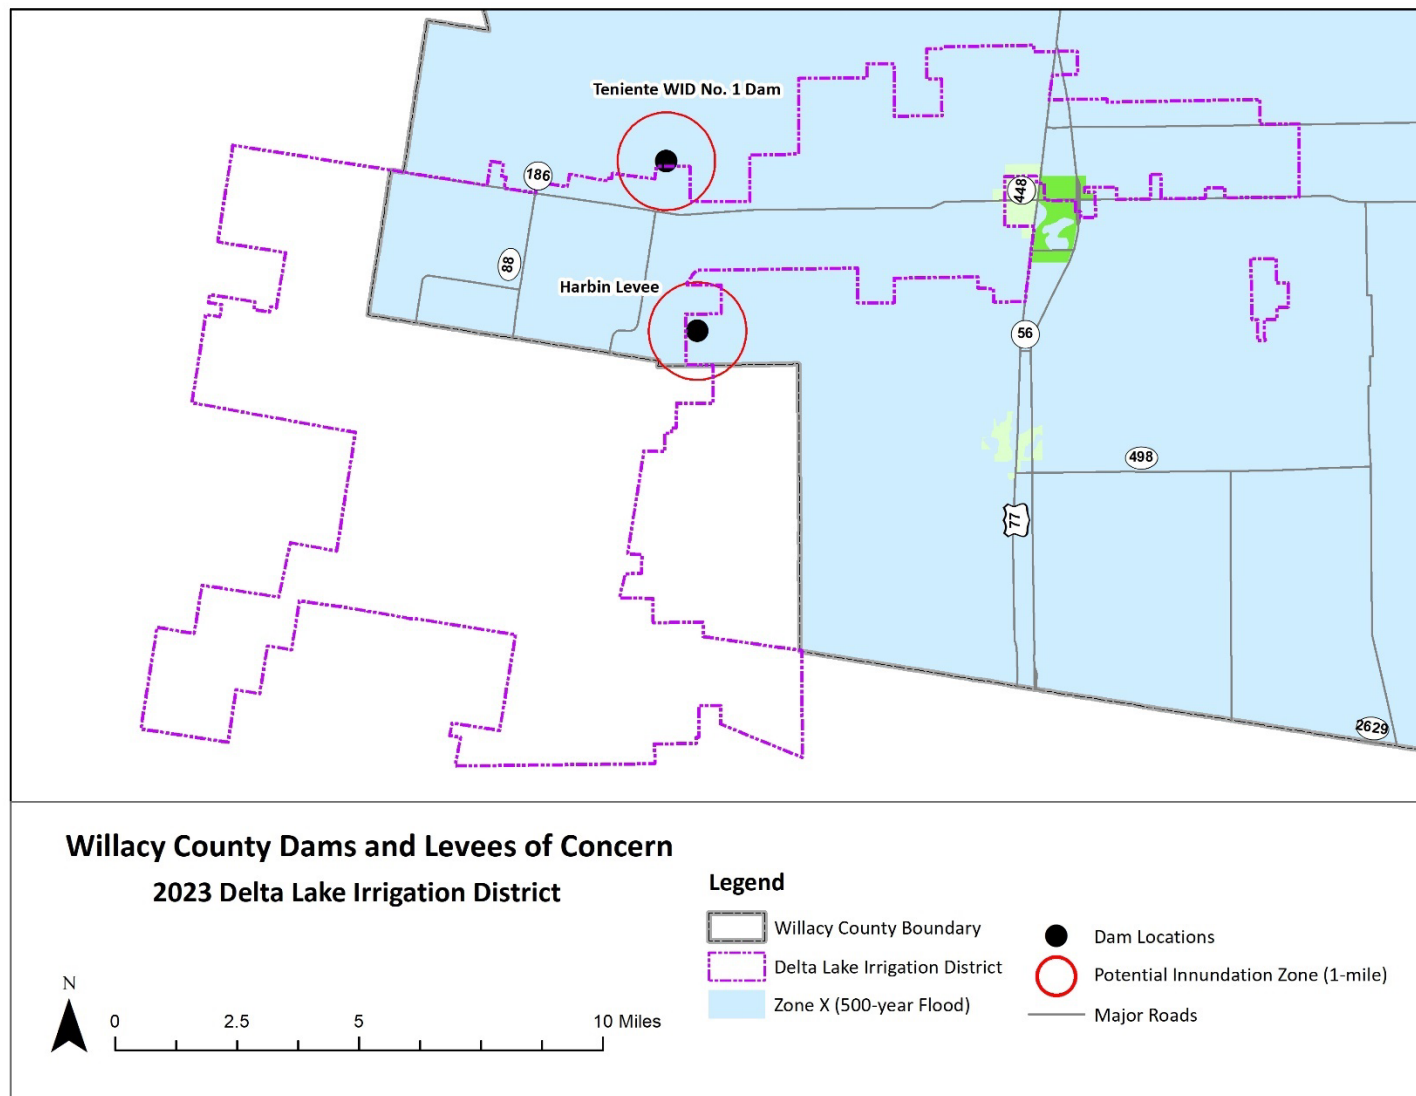 Teniente WID No. 1 Dam
186
448
88
Harbin Levee
56
498
77
2629
Willacy County Dams and Levees of Concern
2023 Delta Lake Irrigation District
Legend
Willacy County Boundary
Delta Lake Irrigation District
Zone X (500-year Flood)
Dam Locations
Potential Innundation Zone (1-mile)
Major Roads
N
0 2.5 5 10 Miles